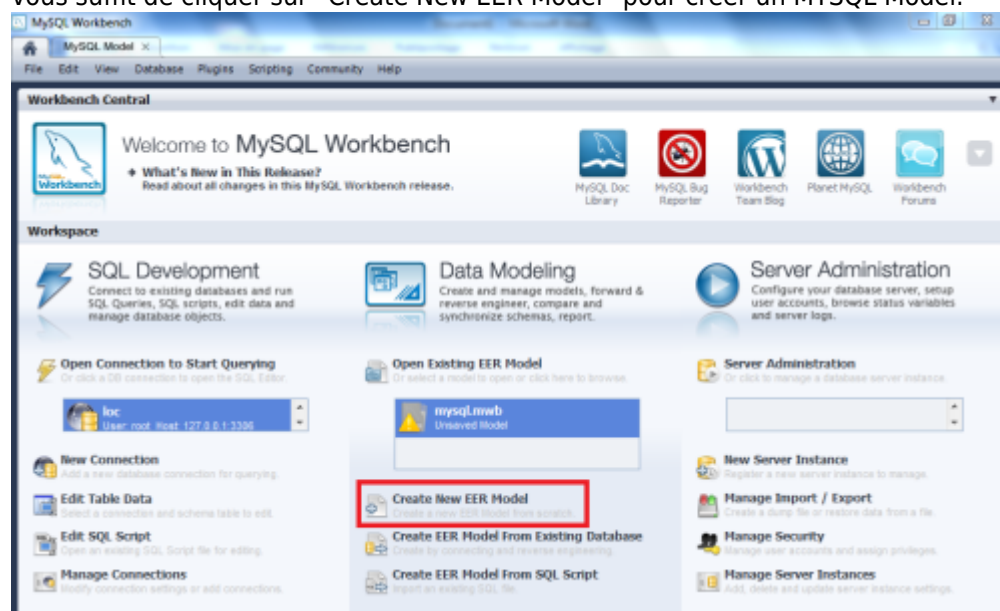 Vous suffit de cliquer sur "Create New EER Model" pour créer un MYSQL Model.
MySQL Workbench
MySQL Model
File Edit View Database Plugins Scripting Community Help
Workbench Central
Welcome to MySQL Workbench
What's New in This Release?
Read about all changes in this MySQL Workbench release.
Workbench
MySQL Doc Library
MySQL Bug Reporter
Workbench Team Blog
Planet MySQL
Workbench Forums
Workspace
SQL Development
Connect to existing databases and run
SQL Queries, SQL scripts, edit data and
manage database objects.
Data Modeling
Create and manage models, forward &
reverse engineer, compare and
synchronize schemas, report.
Server Administration
Configure your database server, setup
user accounts, browse status variables
and server logs.
Open Connection to Start Querying
Or click a DB connection to open the SQL Editor.
loc
User: root Host: 127.0.0.1:3306
New Connection
Add a new database connection for querying.
Edit Table Data
Select a connection and schema table to edit.
Edit SQL Script
Open an existing SQL Script file for editing.
Manage Connections
Modify connection settings or add connections.
Open Existing EER Model
Or select a model to open or click here to browse.
mysql.mwb
Unsaved Model
Create New EER Model
Create a new EER Model from scratch.
Create EER Model From Existing Database
Create by connecting and reverse engineering.
Create EER Model From SQL Script
Import an existing SQL file.
Server Administration
Or click to manage a database server instance.
New Server Instance
Register a new server instance to manage.
Manage Import / Export
Create a dump file or restore data from a file.
Manage Security
Manage user accounts and assign privileges.
Manage Server Instances
Add, delete and update server instance settings.